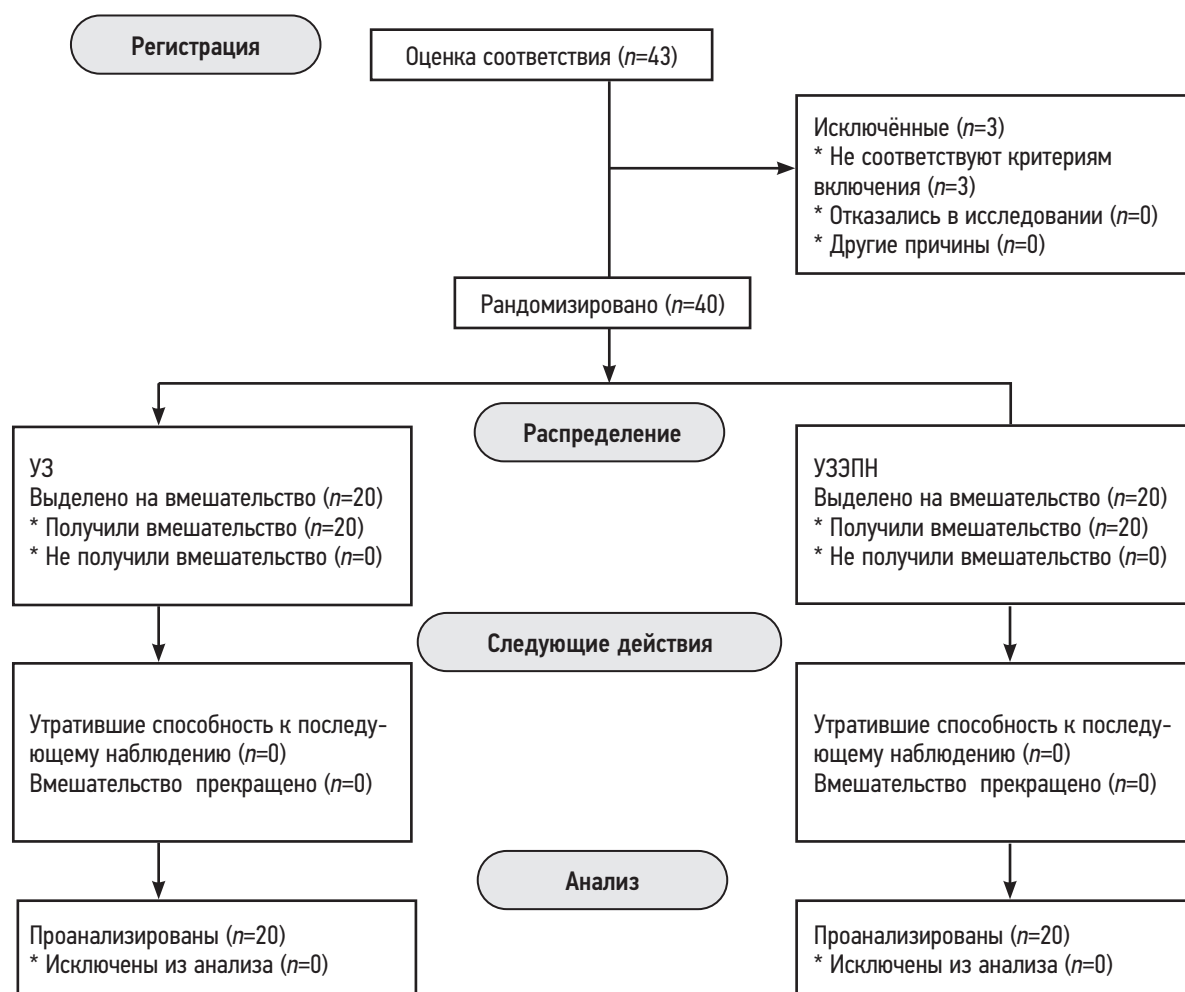 Регистрация
Оценка соответствия (n=43)
Исключённые (n=3)
* Не соответствуют критериям
включения (n=3)
* Отказались в исследовании (n=0)
* Другие причины (n=0)
Рандомизировано (n=40)
Распределение
УЗ
Выделено на вмешательство (n=20)
* Получили вмешательство (n=20)
* Не получили вмешательство (n=0)
УЗЭПН
Выделено на вмешательство (n=20)
* Получили вмешательство (n=20)
* Не получили вмешательство (n=0)
Следующие действия
Утратившие способность к последу-
ющему наблюдению (n=0)
Вмешательство прекращено (n=0)
Утратившие способность к последу-
ющему наблюдению (n=0)
Вмешательство прекращено (n=0)
Анализ
Проанализированы (n=20)
* Исключены из анализа (n=0)
Проанализированы (n=20)
* Исключены из анализа (n=0)